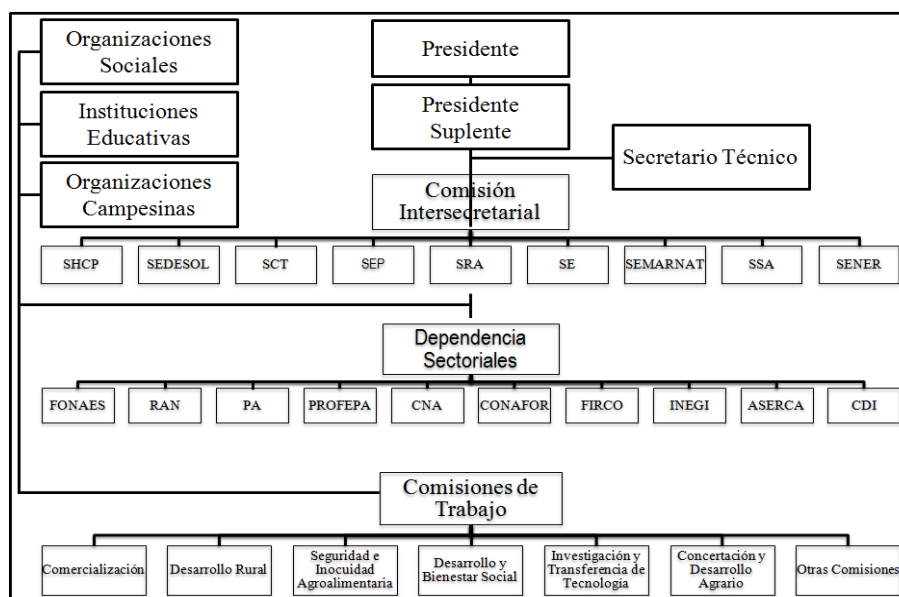 Organizaciones
Sociales
Instituciones
Educativas
Organizaciones
Campesinas
Presidente
Presidente
Suplente
Secretario Técnico
Comisión
Intersecretarial
SHCP
SEDESOL
SCT
SEP
SRA
SE
SEMARNAT
SSA
SENER
Dependencia
Sectoriales
FONAES
RAN
PA
PROFEPA
CNA
CONAFOR
FIRCO
INEGI
ASERCA
CDI
Comisiones de
Trabajo
Comercialización
Desarrollo Rural
Seguridad e
Inocuidad
Agroalimentaria
Desarrollo y
Bienestar Social
Investigación y
Transferencia de
Tecnología
Concertación y
Desarrollo
Agrario
Otras Comisiones